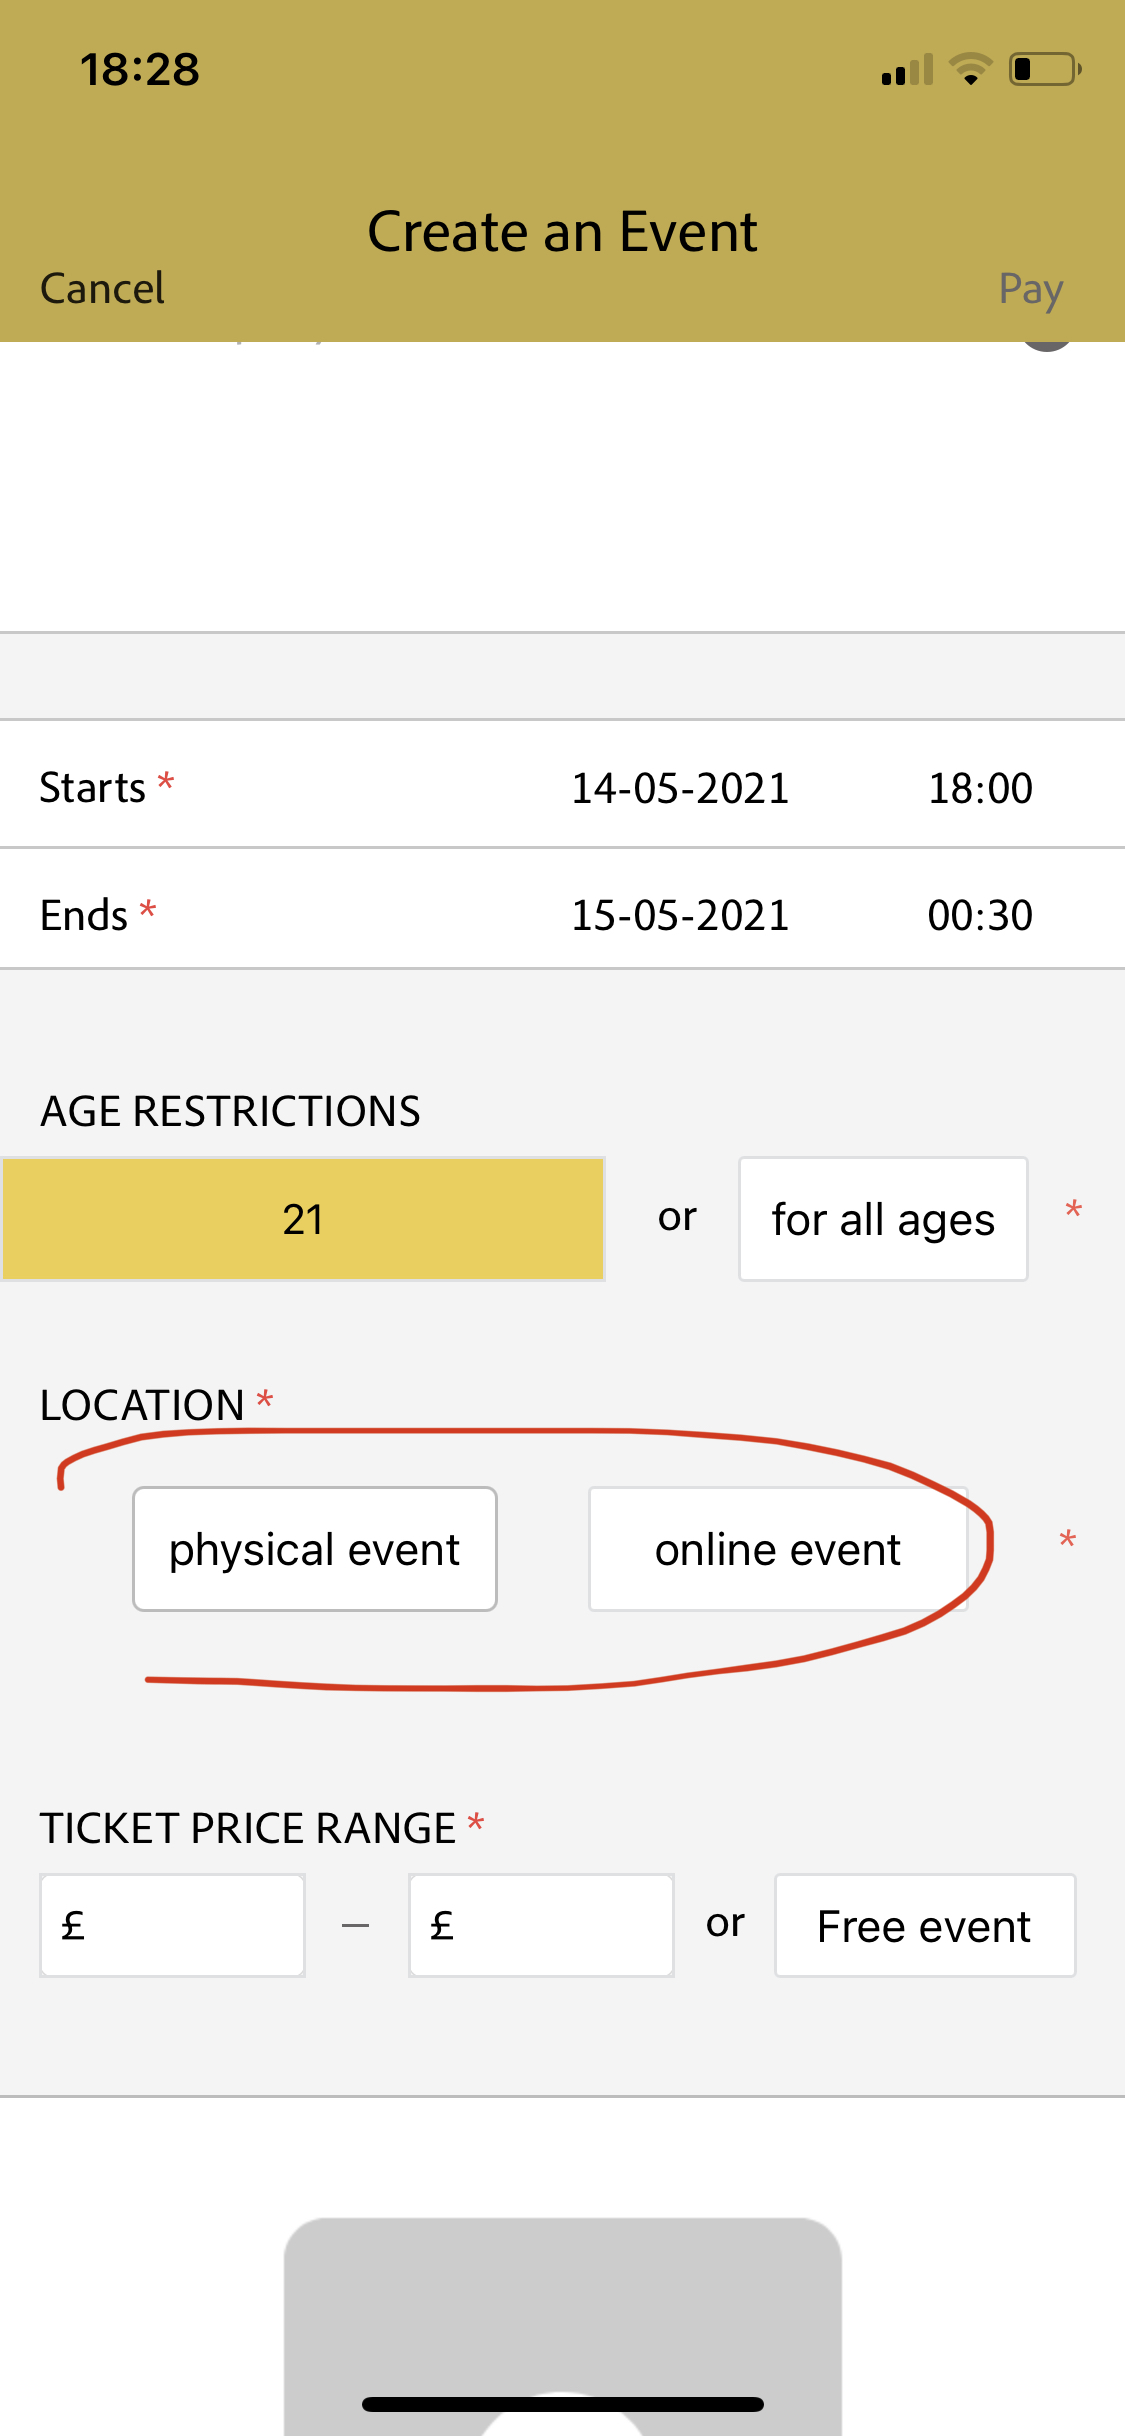 18:28
Create an Event
Cancel Pay
Starts * 14-05-2021 18:00
Ends * 15-05-2021 00:30
AGE RESTRICTIONS
21 or for all ages *
LOCATION *
physical event online event *
TICKET PRICE RANGE *
£ – £ or Free event